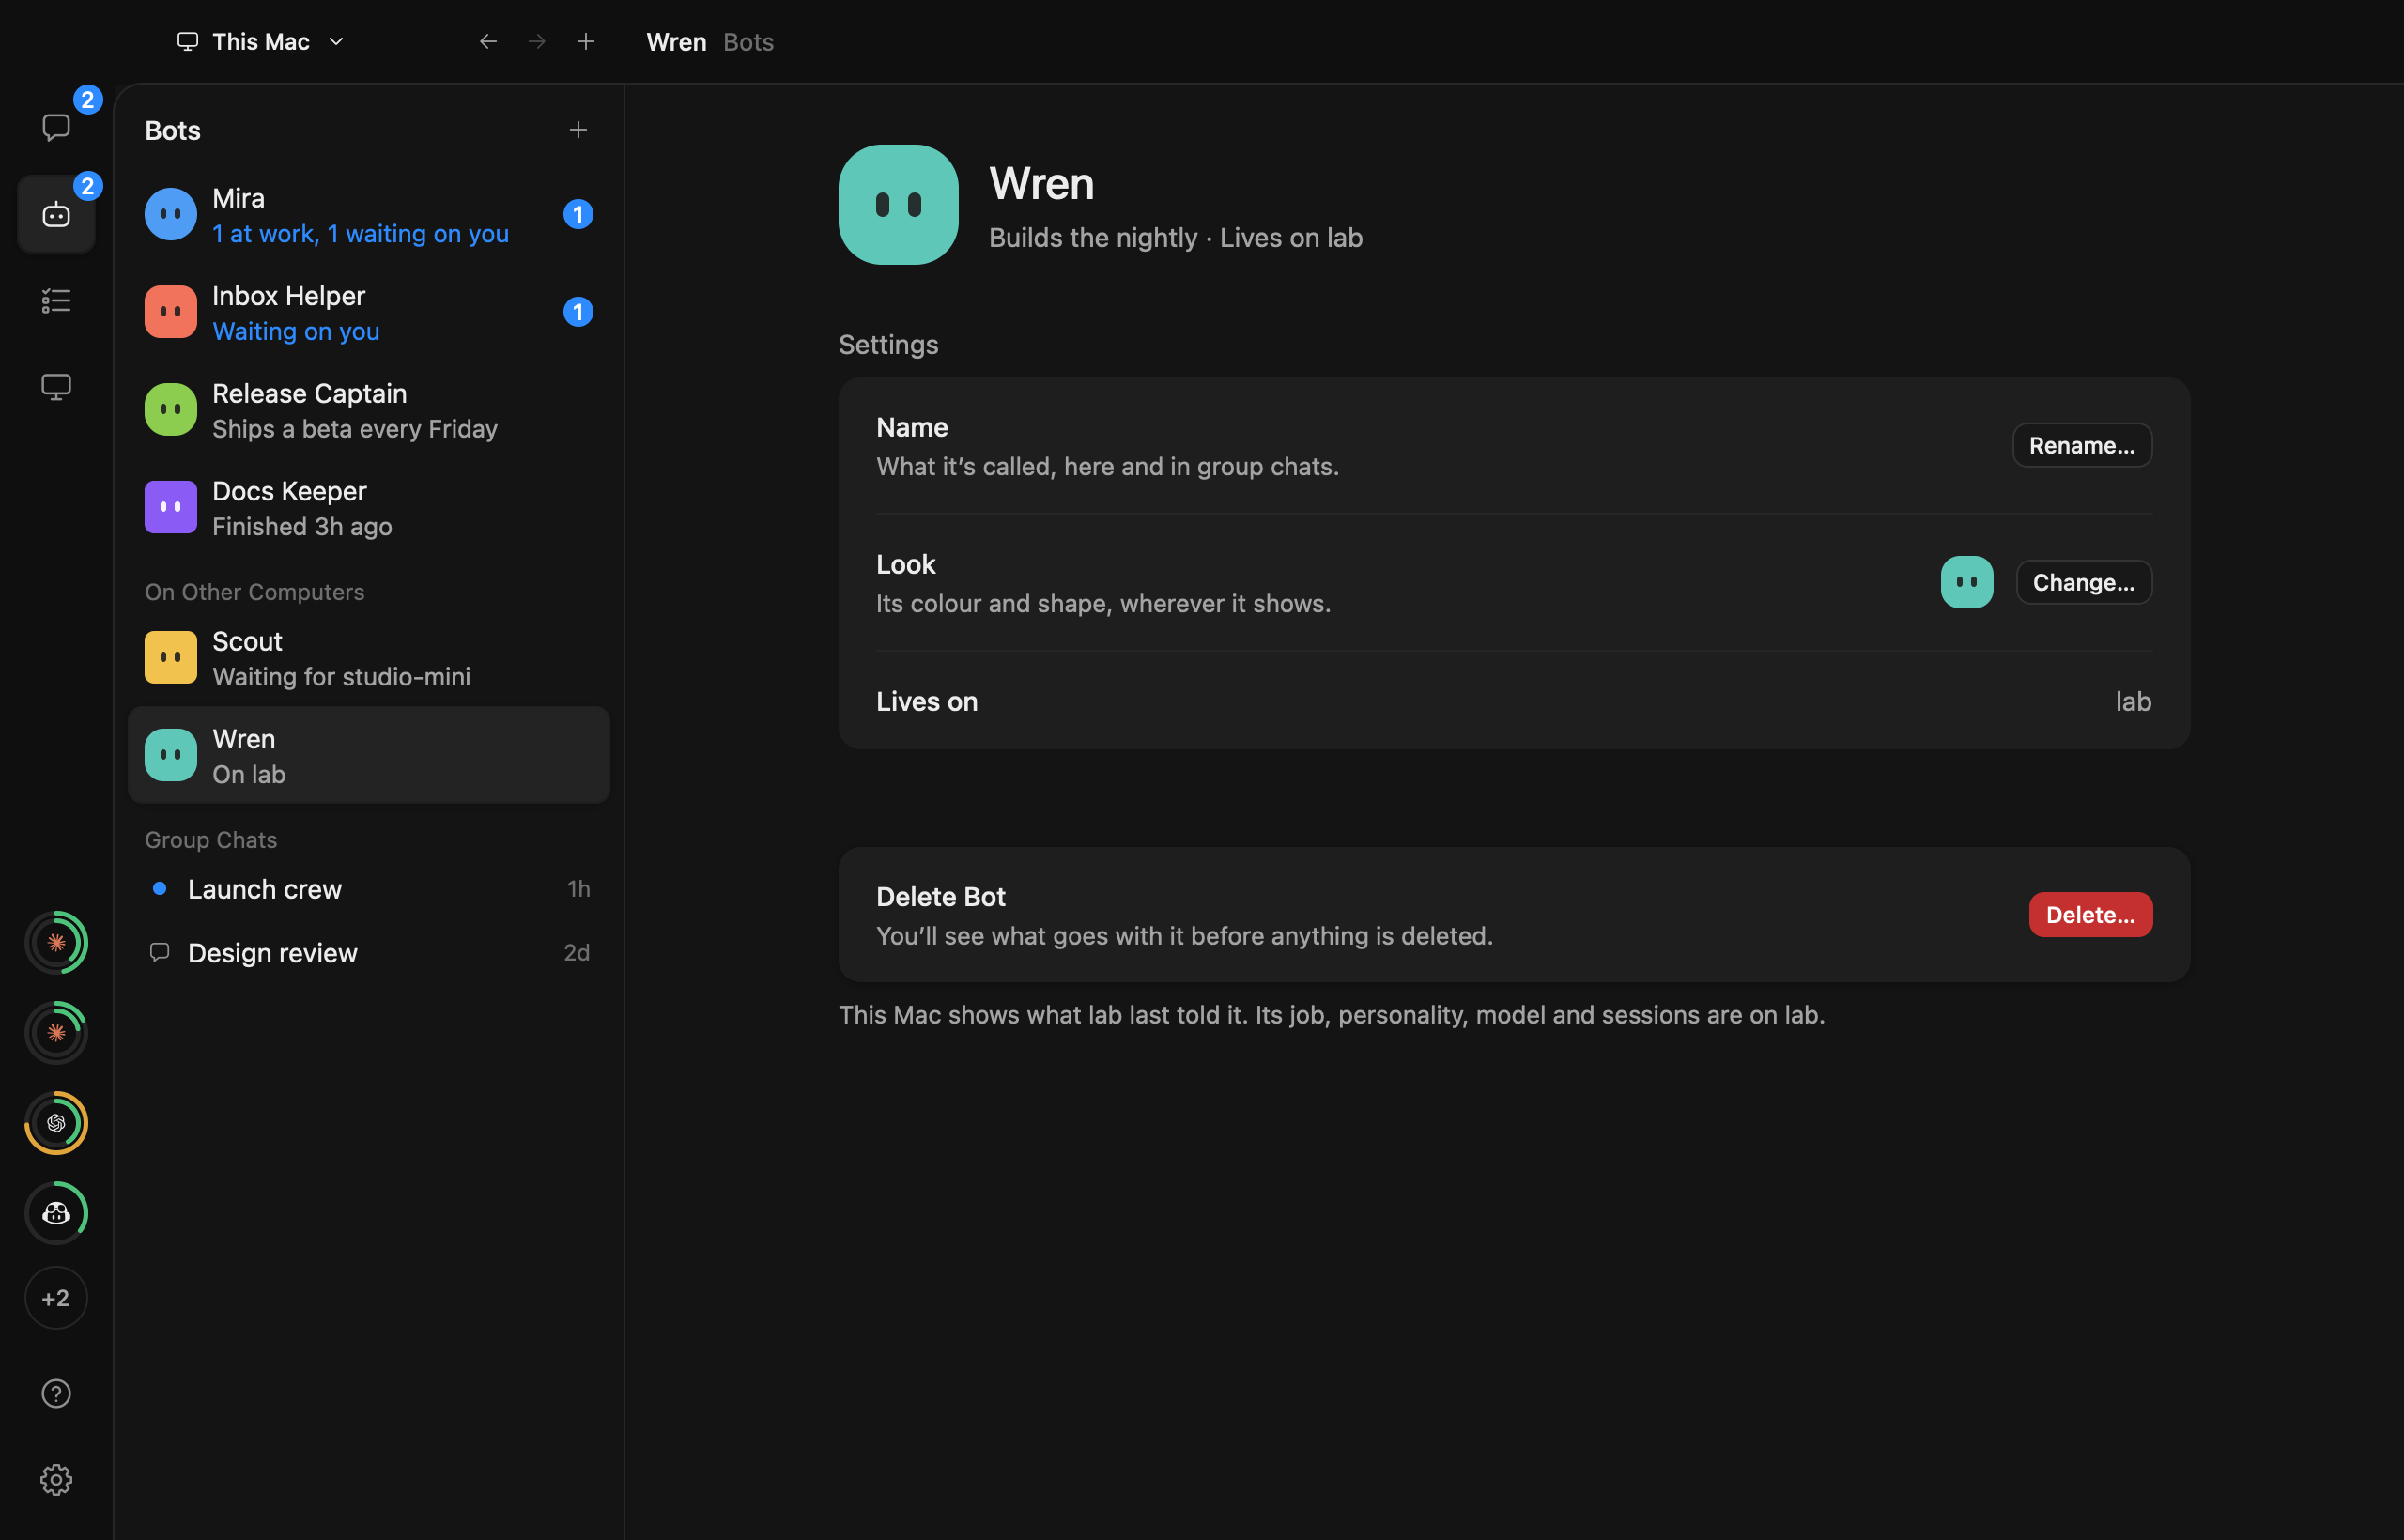 This Mac
Wren Bots
2
2
Bots
Mira
1 at work, 1 waiting on you
1
Inbox Helper
Waiting on you
1
Release Captain
Ships a beta every Friday
Docs Keeper
Finished 3h ago
On Other Computers
Scout
Waiting for studio-mini
Wren
On lab
Group Chats
Launch crew 1h
Design review 2d
+2
Wren
Builds the nightly · Lives on lab
Settings
Name
What it’s called, here and in group chats.
Rename...
Look
Its colour and shape, wherever it shows.
Change...
Lives on lab
Delete Bot
You’ll see what goes with it before anything is deleted.
Delete...
This Mac shows what lab last told it. Its job, personality, model and sessions are on lab.